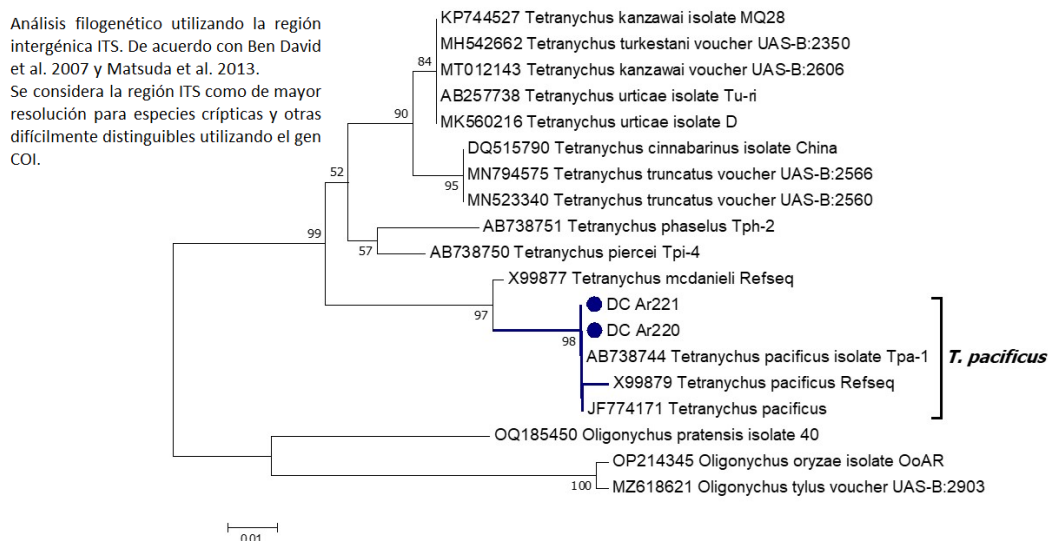 Análisis filogenético utilizando la región
intergénica ITS. De acuerdo con Ben David
et al. 2007 y Matsuda et al. 2013.
Se considera la región ITS como de mayor
resolución para especies crípticas y otras
difícilmente distinguibles utilizando el gen
COI.
KP744527 Tetranychus kanzawai isolate MQ28
MH542662 Tetranychus turkestani voucher UAS-B:2350
84
MT012143 Tetranychus kanzawai voucher UAS-B:2606
AB257738 Tetranychus urticae isolate Tu-ri
90
MK560216 Tetranychus urticae isolate D
DQ515790 Tetranychus cinnabarinus isolate China
52
MN794575 Tetranychus truncatus voucher UAS-B:2566
95
MN523340 Tetranychus truncatus voucher UAS-B:2560
99
AB738751 Tetranychus phaselus Tph-2
57
AB738750 Tetranychus piercei Tpi-4
X99877 Tetranychus mcdanieli Refseq
97
DC Ar221
DC Ar220
98
AB738744 Tetranychus pacificus isolate Tpa-1
T. pacificus
X99879 Tetranychus pacificus Refseq
JF774171 Tetranychus pacificus
OQ185450 Oligonychus pratensis isolate 40
OP214345 Oligonychus oryzae isolate OoAR
100
MZ618621 Oligonychus tylus voucher UAS-B:2903
0.01